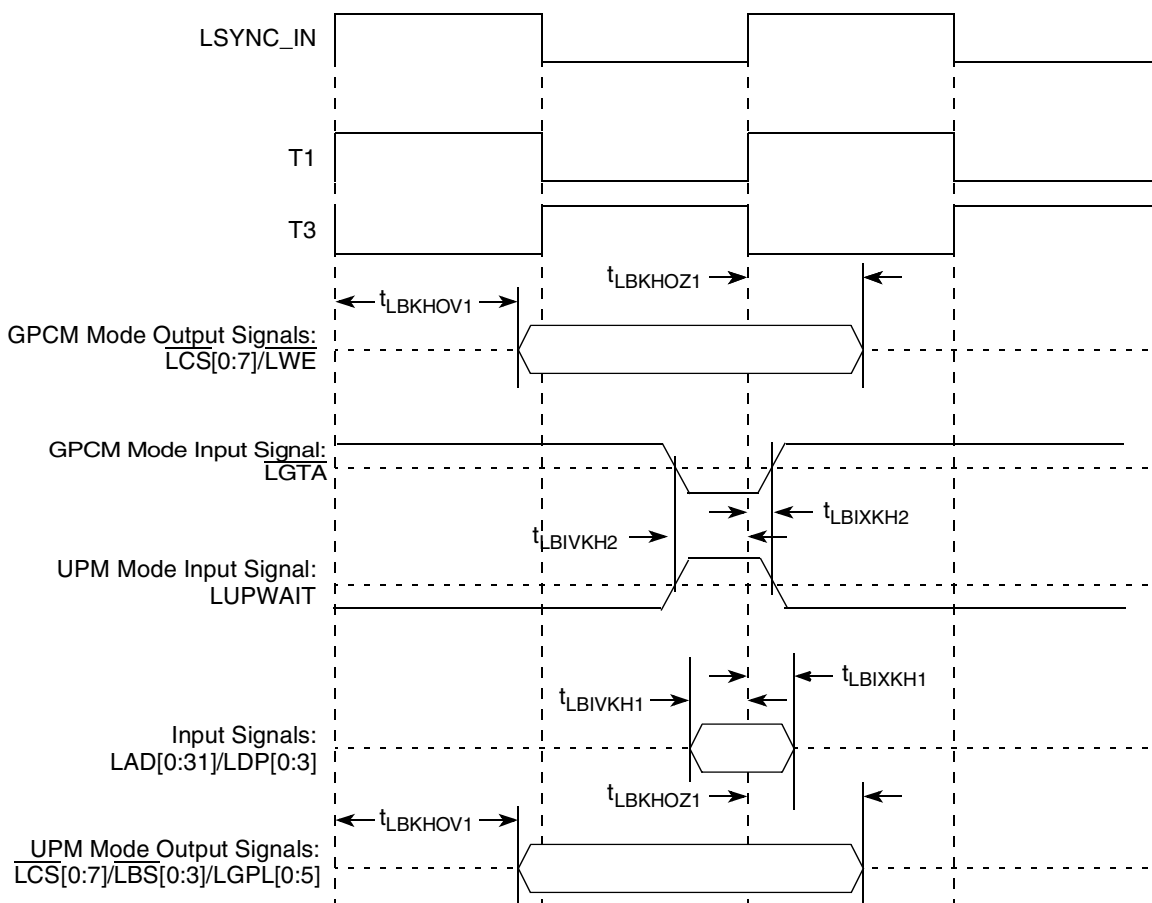 LSYNC_IN
T1
T3
tLBKHOZ1
tLBKHOV1
GPCM Mode Output Signals:
LCS[0:7]/LWE
GPCM Mode Input Signal:
LGTA
tLBIXKH2
tLBIVKH2
UPM Mode Input Signal:
LUPWAIT
tLBIXKH1
tLBIVKH1
Input Signals:
LAD[0:31]/LDP[0:3]
tLBKHOZ1
tLBKHOV1
UPM Mode Output Signals:
LCS[0:7]/LBS[0:3]/LGPL[0:5]